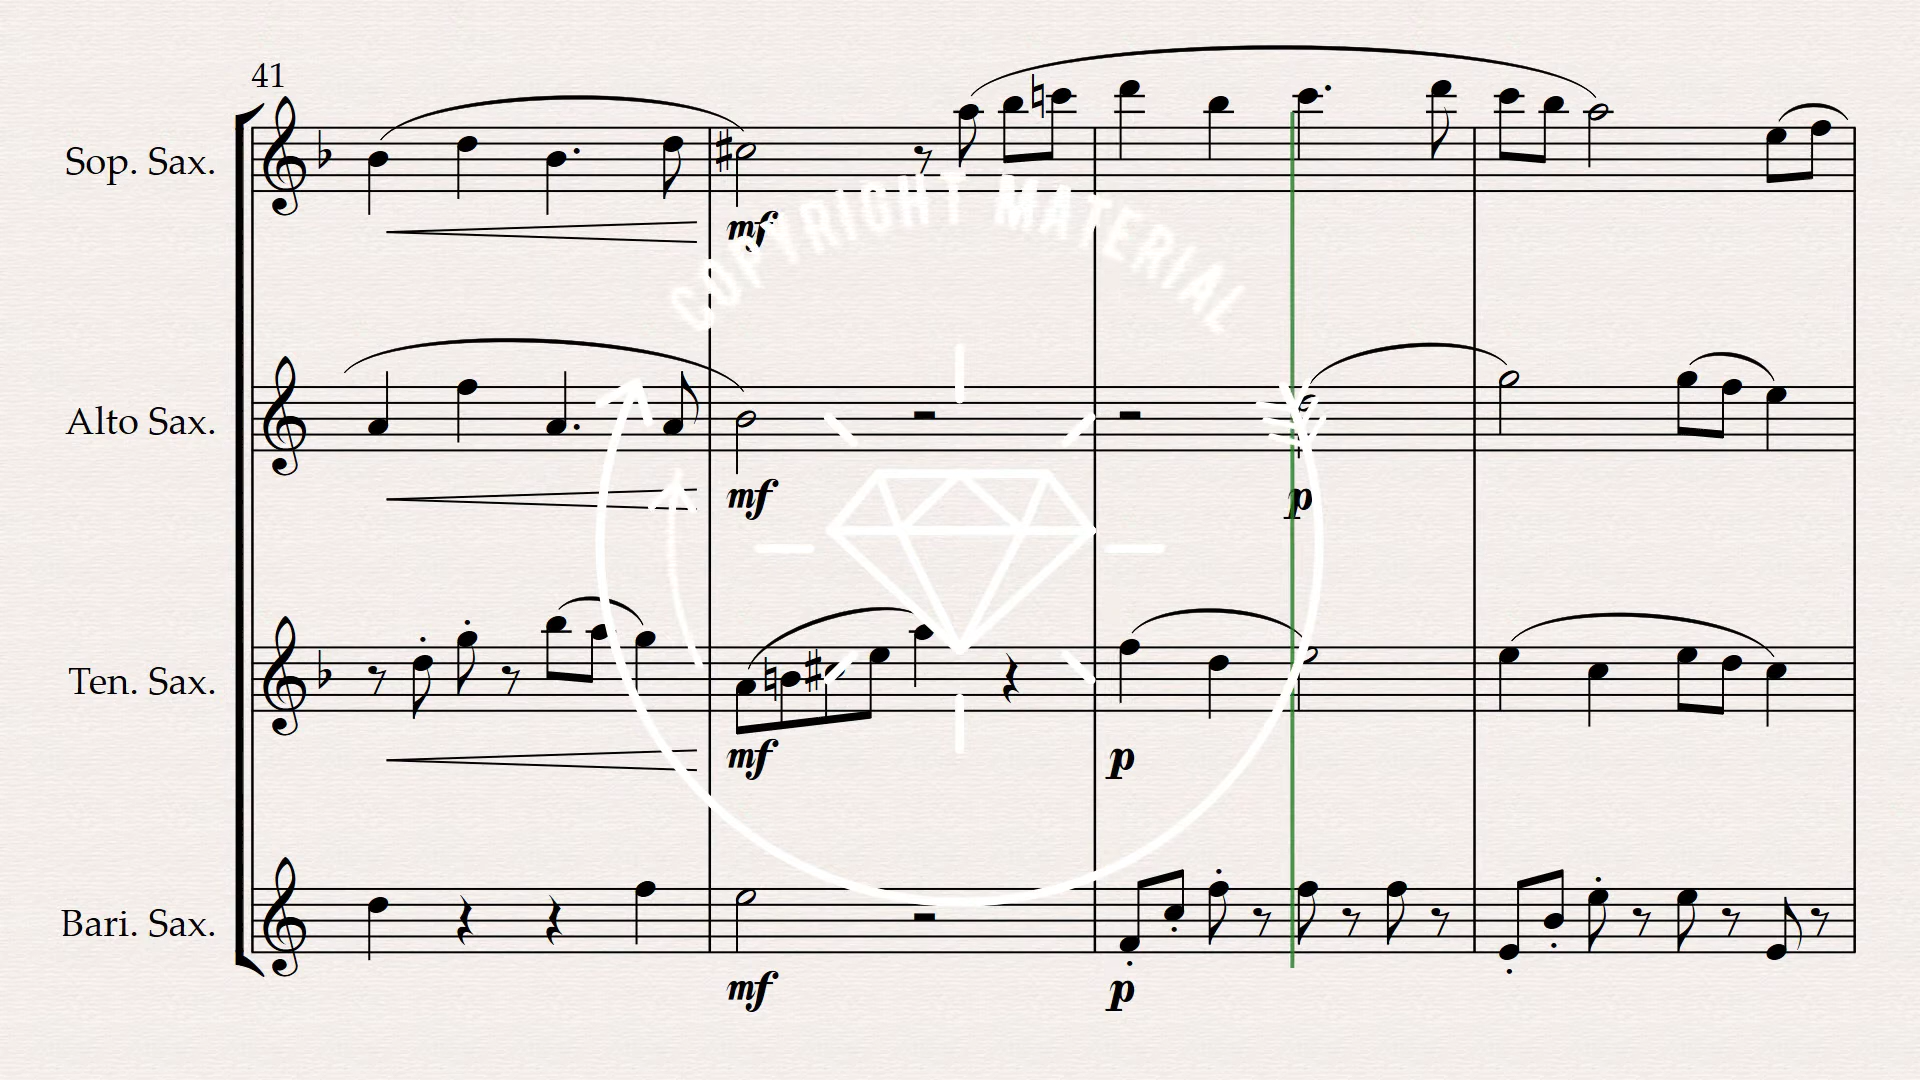 41
Sop. Sax.
mf
COPYRIGHT MATERIAL
Alto Sax.
mf
p
Ten. Sax.
mf
p
Bari. Sax.
mf
p